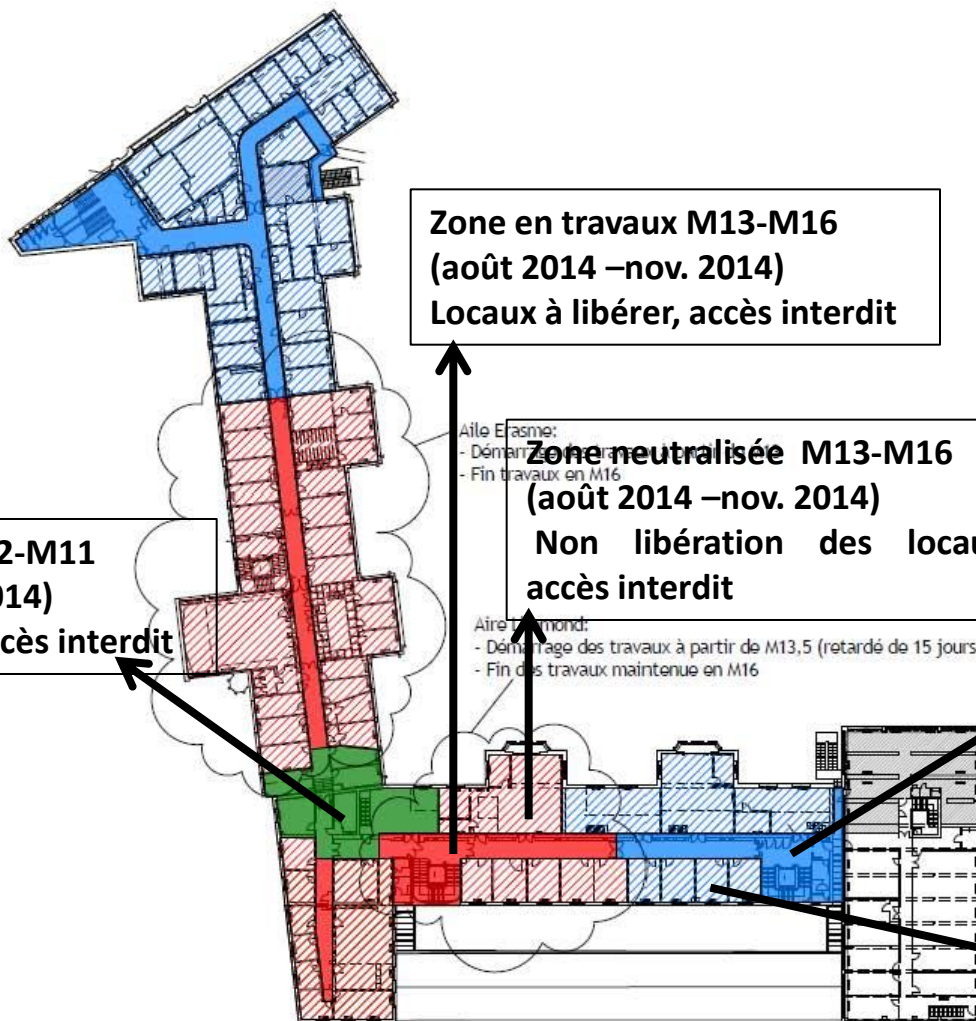 Zone en travaux M13-M16
(août 2014 –nov. 2014)
Locaux à libérer, accès interdit
Aile Erasme:
- Fin travaux en M16
Zone neutralisée M13-M16
(août 2014 –nov. 2014)
Non libération des locau
accès interdit
2-M11
014)
ccès interdit
Aire
- Démarrage des travaux à partir de M13,5 (retardé de 15 jours
- Fin des travaux maintenue en M16